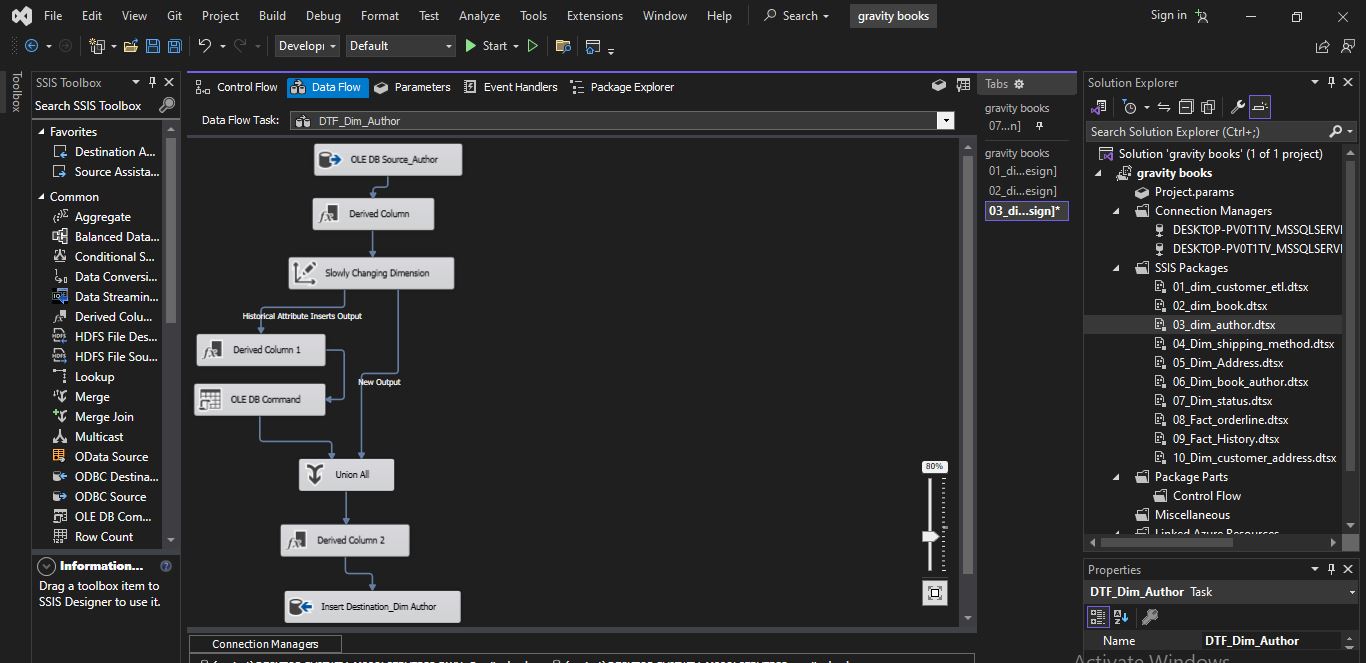 File Edit View Git Project Build Debug Format Test Analyze Tools Extensions Window Help Search gravity books Sign in
Developı Default Start
SSIS Toolbox
Toolbox
Search SSIS Toolbox
Favorites
Destination A...
Source Assista...
Common
Aggregate
Balanced Data...
Conditional S...
Data Conversi...
Data Streamin...
Derived Colu...
HDFS File Des...
HDFS File Sou...
Lookup
Merge
Merge Join
Multicast
OData Source
ODBC Destina...
ODBC Source
OLE DB Com...
Row Count
Information...
Drag a toolbox item to
SSIS Designer to use it.
Control Flow Data Flow Parameters Event Handlers Package Explorer
Data Flow Task: DTF_Dim_Author
OLE DB Source_Author
Derived Column
Slowly Changing Dimension
Historical Attribute Inserts Output
Derived Column 1
New Output
OLE DB Command
Union All
Derived Column 2
Insert Destination_Dim Author
80%
Connection Managers
Tabs
gravity books
07...n]
gravity books
01_di...esign]
02_di...esign]
03_di...sign]*
Solution Explorer
Search Solution Explorer (Ctrl+;)
Solution 'gravity books' (1 of 1 project)
gravity books
Project.params
Connection Managers
DESKTOP-PV0T1TV_MSSQLSERVI
DESKTOP-PV0T1TV_MSSQLSERVI
SSIS Packages
01_dim_customer_etl.dtsx
02_dim_book.dtsx
03_dim_author.dtsx
04_Dim_shipping_method.dtsx
05_Dim_Address.dtsx
06_Dim_book_author.dtsx
07_Dim_status.dtsx
08_Fact_orderline.dtsx
09_Fact_History.dtsx
10_Dim_customer_address.dtsx
Package Parts
Control Flow
Miscellaneous
Linked Azure Resources
Properties
DTF_Dim_Author Task
Name DTF_Dim_Author
Activate Windows